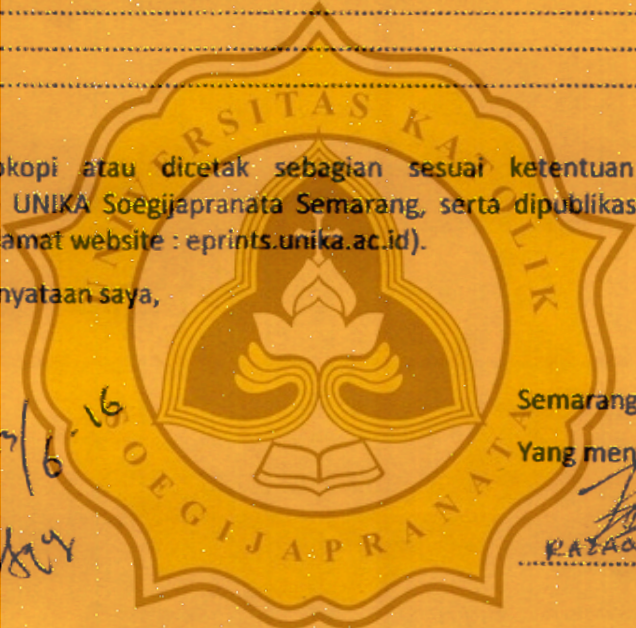 UNIVERSITAS KATOLIK
okopi atau dicetak sebagian sesuai ketentuan
UNIKA Soegijapranata Semarang, serta dipublikas
amat website : eprints.unika.ac.id).
nyataan saya,
/6-16
Semarang
Yang men
SOEGIJAPRANATA